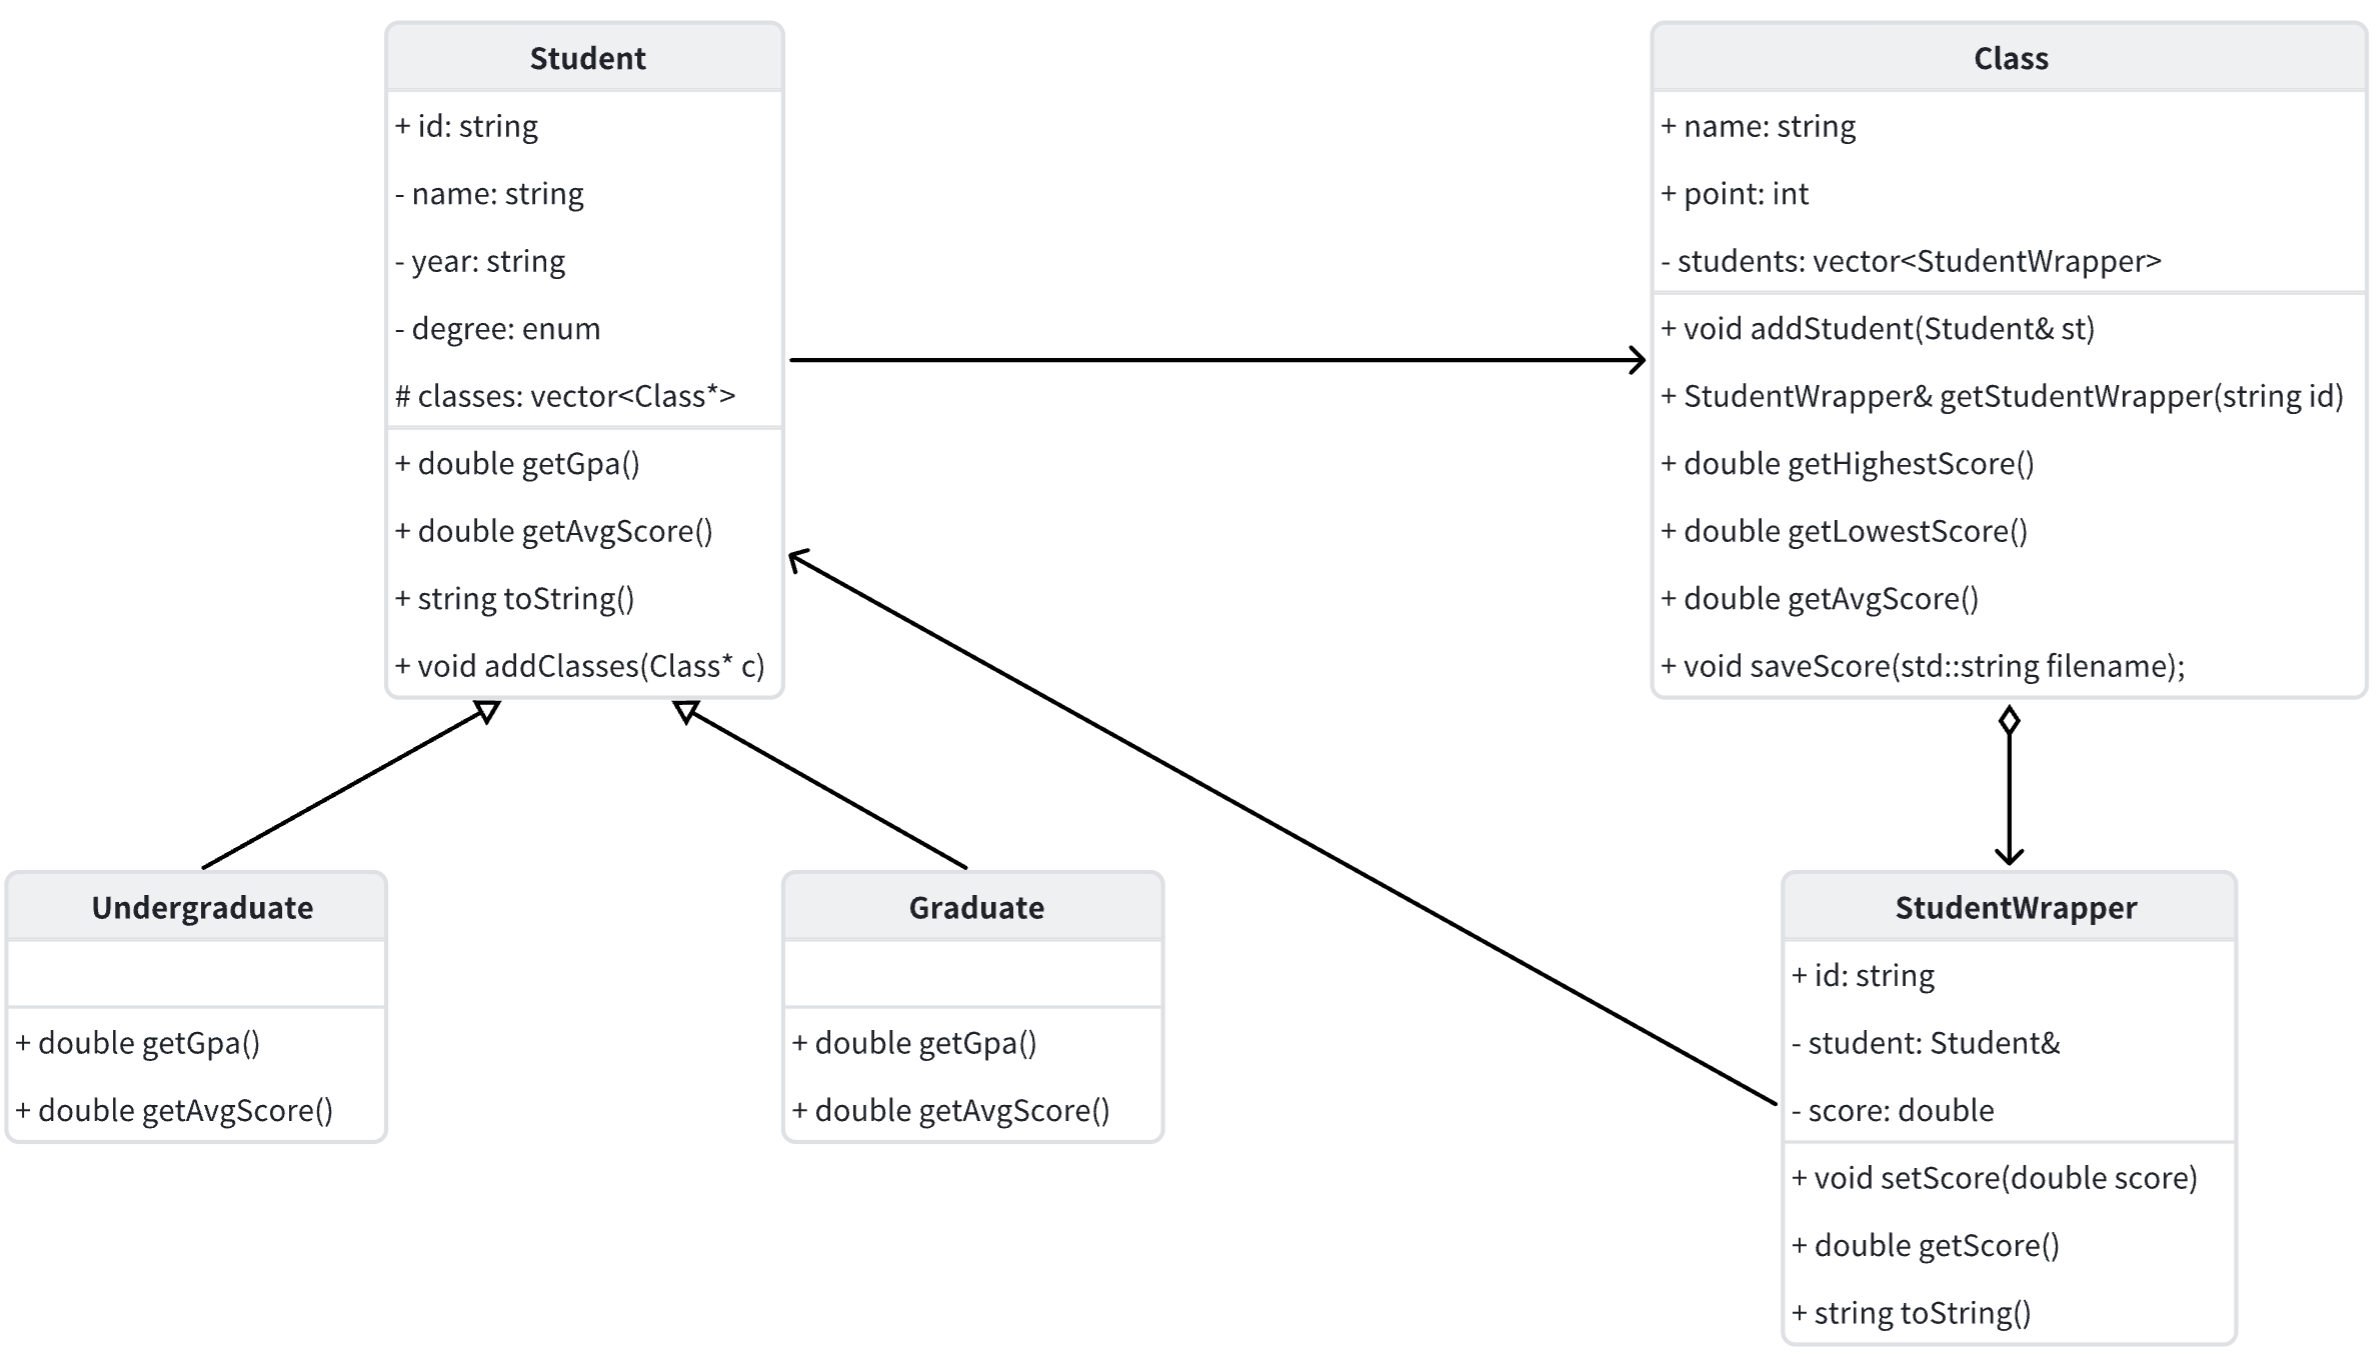 Student
+ id: string
- name: string
- year: string
- degree: enum
# classes: vector<Class*>
+ double getGpa()
+ double getAvgScore()
+ string toString()
+ void addClasses(Class* c)
Class
+ name: string
+ point: int
- students: vector<StudentWrapper>
+ void addStudent(Student& st)
+ StudentWrapper& getStudentWrapper(string id)
+ double getHighestScore()
+ double getLowestScore()
+ double getAvgScore()
+ void saveScore(std::string filename);
Undergraduate
+ double getGpa()
+ double getAvgScore()
Graduate
+ double getGpa()
+ double getAvgScore()
StudentWrapper
+ id: string
- student: Student&
- score: double
+ void setScore(double score)
+ double getScore()
+ string toString()